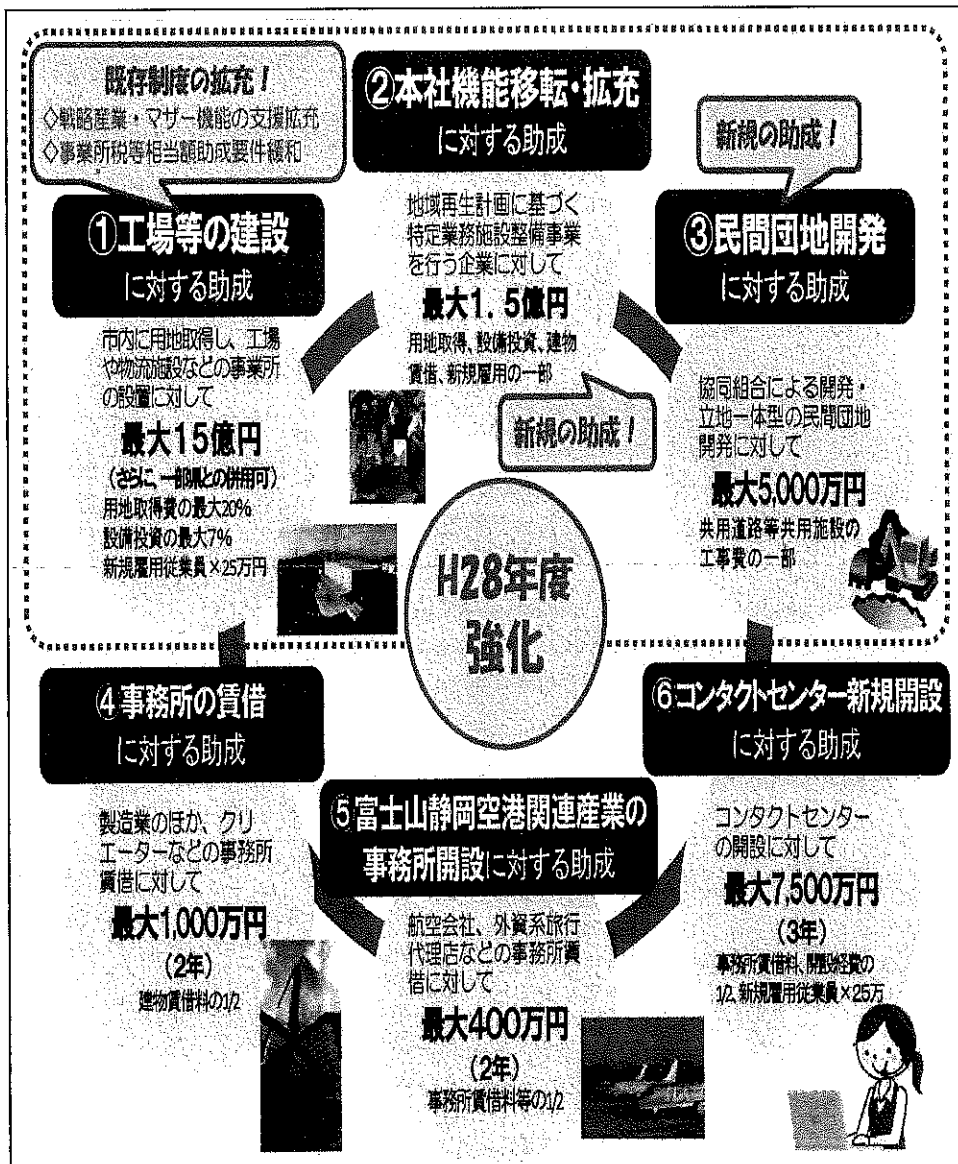 既存制度の拡充！
◇戦略産業・マザー機能の支援拡充
◇事業所税等相当額助成要件緩和
①工場等の建設
に対する助成
市内に用地取得し、工場
や物流施設などの事業所
の設置に対して
最大15億円
(さらに、一部県との併用可)
用地取得費の最大20%
設備投資の最大7%
新規雇用従業員×25万円
②本社機能移転・拡充
に対する助成
地域再生計画に基づく
特定業務施設整備事業
を行う企業に対して
最大1.5億円
用地取得、設備投資、建物
賃借、新規雇用の一部
新規の助成！
新規の助成！
③民間団地開発
に対する助成
協同組合による開発・
立地一体型の民間団地
開発に対して
最大5,000万円
共用道路等共用施設の
工事費の一部
H28年度
強化
④事務所の賃借
に対する助成
製造業のほか、クリ
エーターなどの事務所
賃借に対して
最大1,000万円
(2年)
建物賃借料の1/2
⑤富士山静岡空港関連産業の
事務所開設に対する助成
航空会社、外資系旅行
代理店などの事務所賃
借に対して
最大400万円
(2年)
事務所賃借料等の1/2
⑥コンタクトセンター新規開設
に対する助成
コンタクトセンター
の開設に対して
最大7,500万円
(3年)
事務所賃借料、開設経費の
1/2、新規雇用従業員×25万